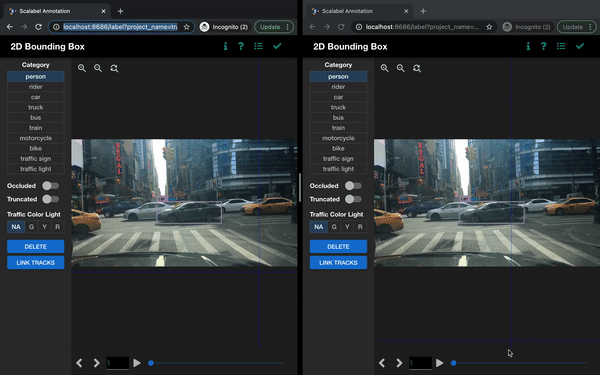 Scalabel Annotation
localhost:8686/label?project_name=tr
Incognito (2)
Update
2D Bounding Box
Category
person
rider
car
truck
bus
train
motorcycle
bike
traffic sign
traffic light
Occluded
Truncated
Traffic Color Light
NA G Y R
DELETE
LINK TRACKS
1
Scalabel Annotation
localhost:8686/label?project_name=...
Incognito (2)
Update
2D Bounding Box
Category
person
rider
car
truck
bus
train
motorcycle
bike
traffic sign
traffic light
Occluded
Truncated
Traffic Color Light
NA G Y R
DELETE
LINK TRACKS
1